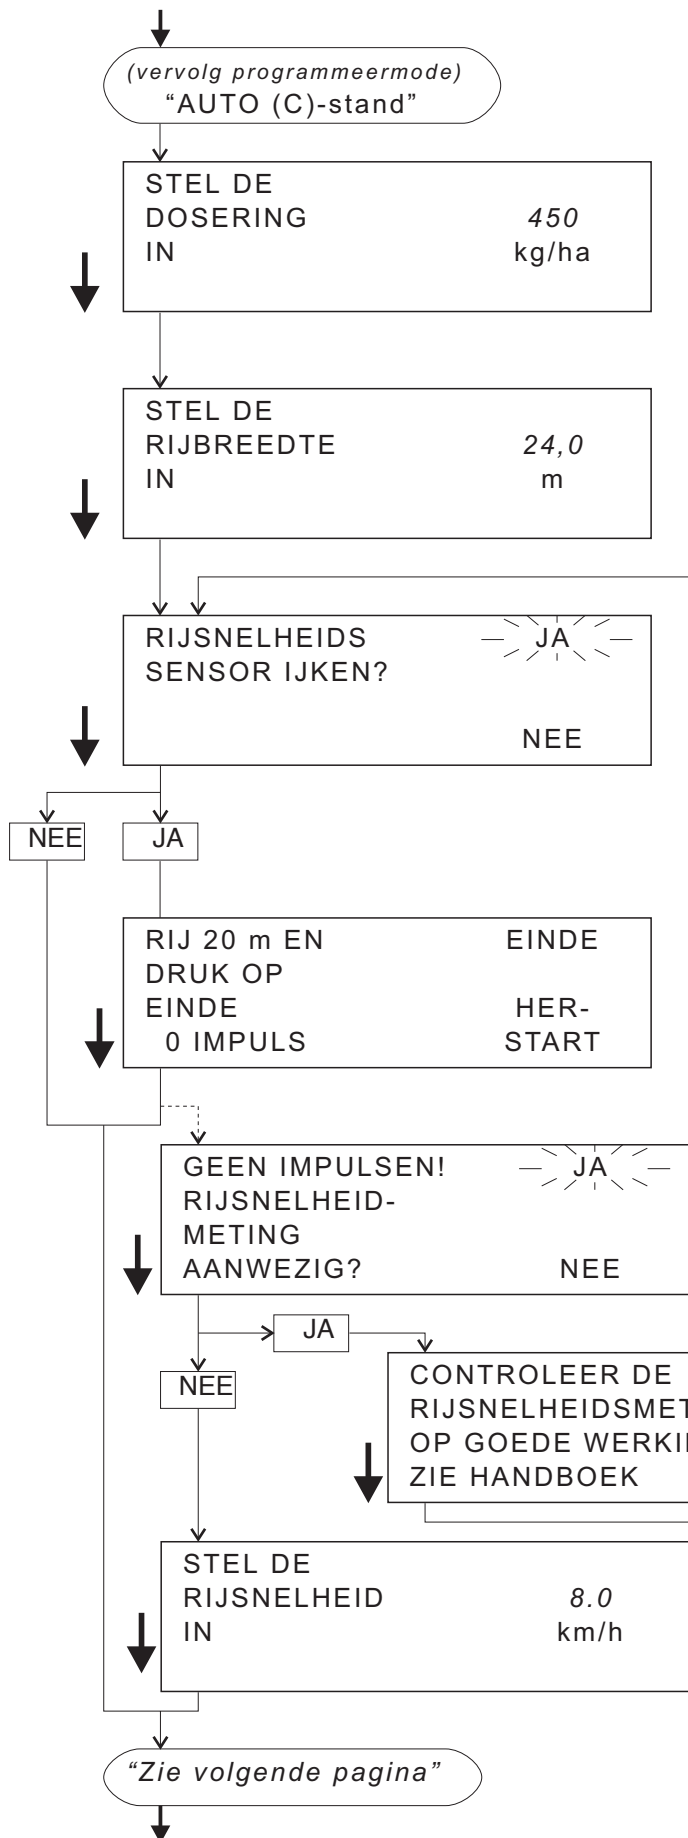 (vervolg programmeermode)
“AUTO (C)-stand”
STEL DE
DOSERING 450
IN kg/ha
STEL DE
RIJBREEDTE 24,0
IN m
RIJSNELHEIDS JA
SENSOR IJKEN?
NEE
NEE JA
RIJ 20 m EN EINDE
DRUK OP
EINDE HER-
0 IMPULS START
GEEN IMPULSEN! JA
RIJSNELHEID-
METING
AANWEZIG? NEE
JA
NEE
CONTROLEER DE
RIJSNELHEIDSMET
OP GOEDE
ZIE HANDBOEK
STEL DE
RIJSNELHEID 8.0
IN km/h
“Zie volgende pagina”